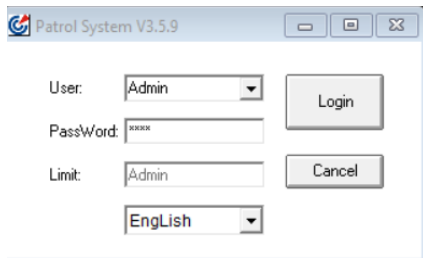 Patrol System V3.5.9
User: Admin
Login
PassWord: ****
Limit: Admin
Cancel
EngLish